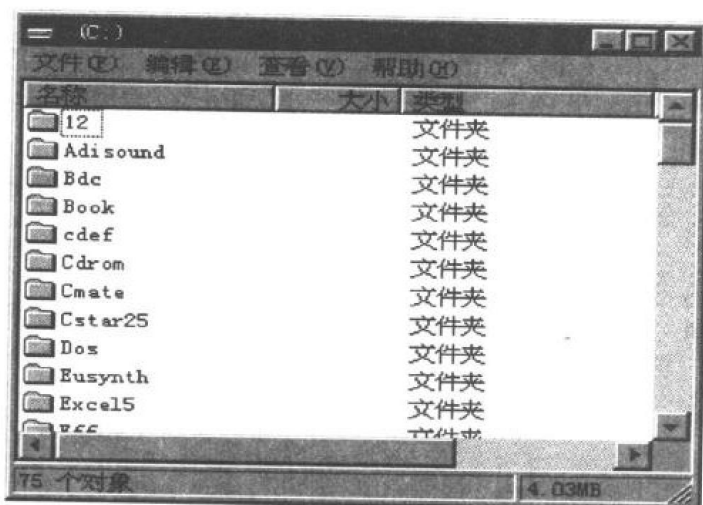 (C:)
文件(F) 编辑(E) 查看(V) 帮助(H)
名称 大小 类型
12 文件夹
Adisound 文件夹
Bdc 文件夹
Book 文件夹
cdef 文件夹
Cdrom 文件夹
Cmate 文件夹
Cstar25 文件夹
Dos 文件夹
Eusynth 文件夹
Excel5 文件夹
文件夹
75 个对象 4.03MB